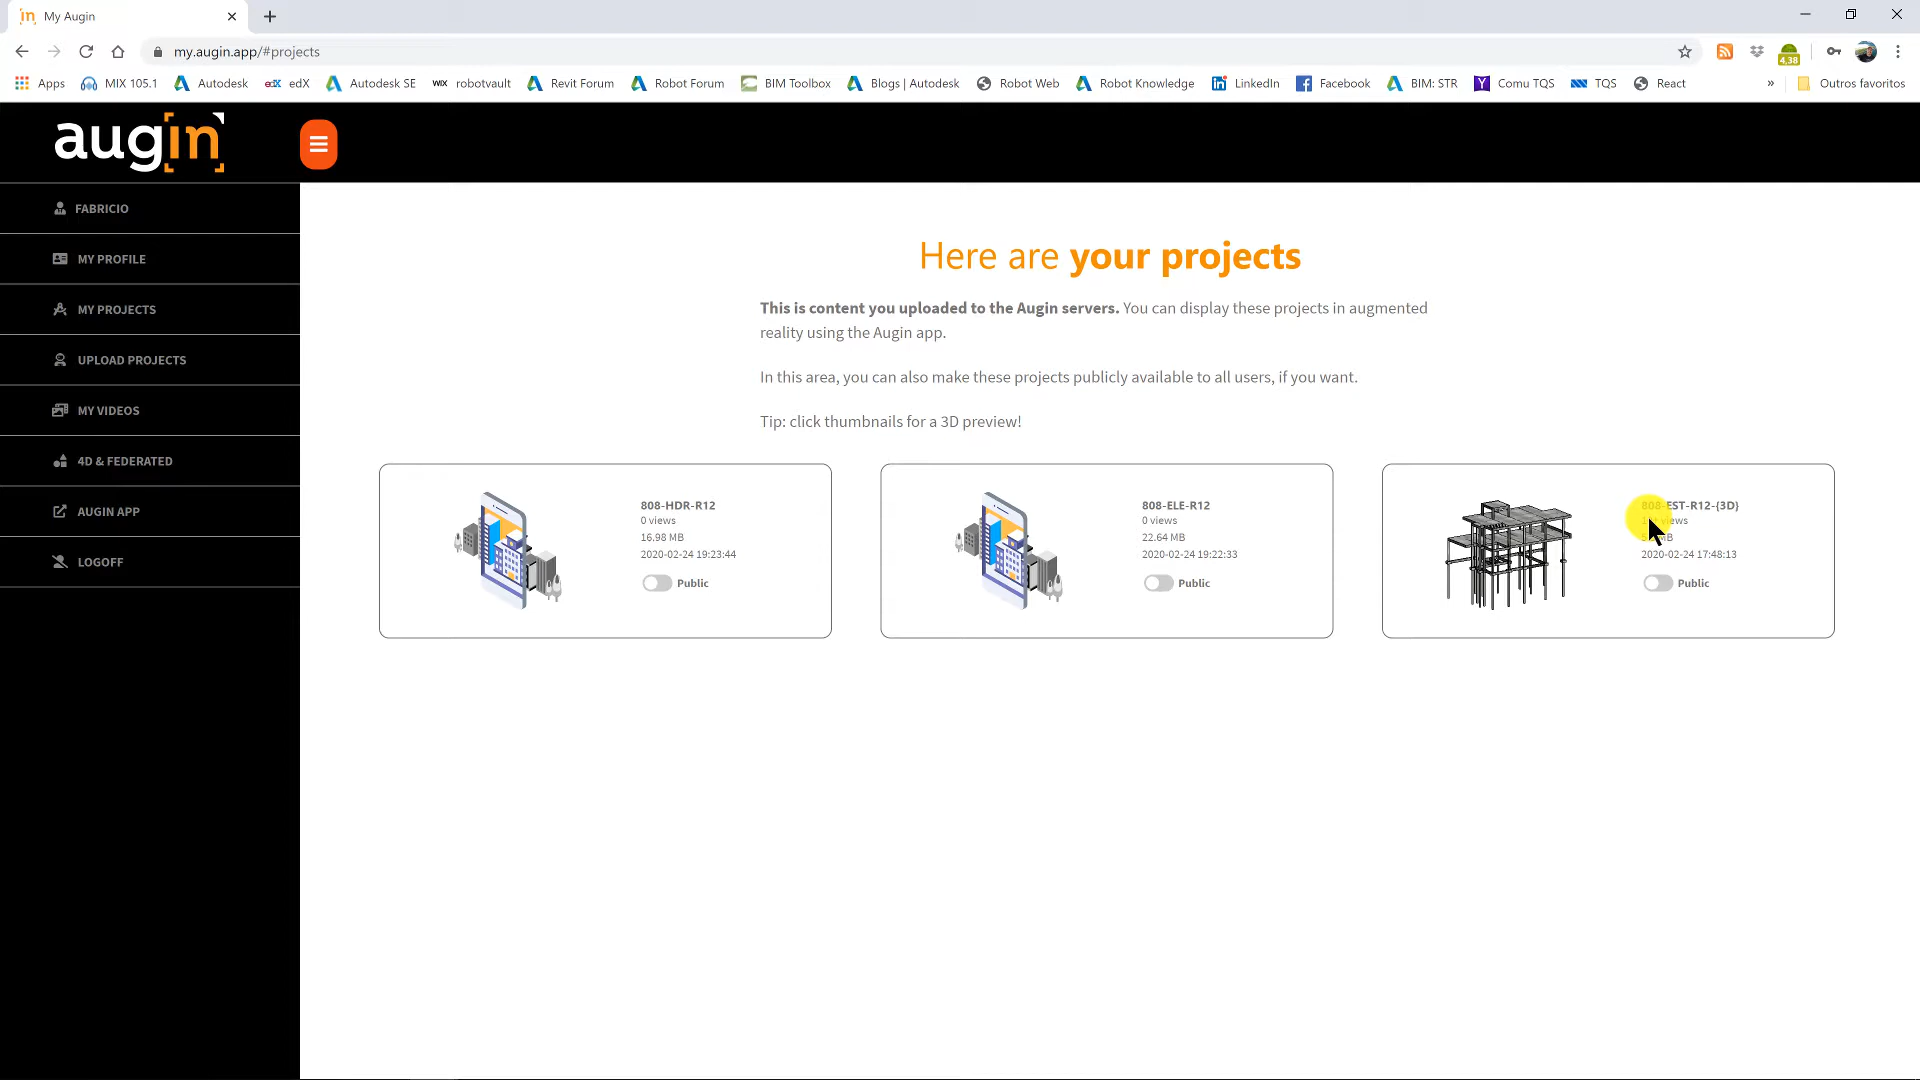 My Augin
my.augin.app/#projects
4,38
Apps MIX 105.1 Autodesk edX Autodesk SE WIX robotvault Revit Forum Robot Forum BIM Toolbox Blogs | Autodesk Robot Web Robot Knowledge LinkedIn Facebook BIM: STR Comu TQS TQS React » Outros favoritos
augin
FABRICIO
MY PROFILE
MY PROJECTS
UPLOAD PROJECTS
MY VIDEOS
4D & FEDERATED
AUGIN APP
LOGOFF
Here are your projects
This is content you uploaded to the Augin servers. You can display these projects in augmented
reality using the Augin app.
In this area, you can also make these projects publicly available to all users, if you want.
Tip: click thumbnails for a 3D preview!
808-HDR-R12
0 views
16.98 MB
2020-02-24 19:23:44
Public
808-ELE-R12
0 views
22.64 MB
2020-02-24 19:22:33
Public
808-EST-R12-{3D}
views
2020-02-24 17:48:13
Public